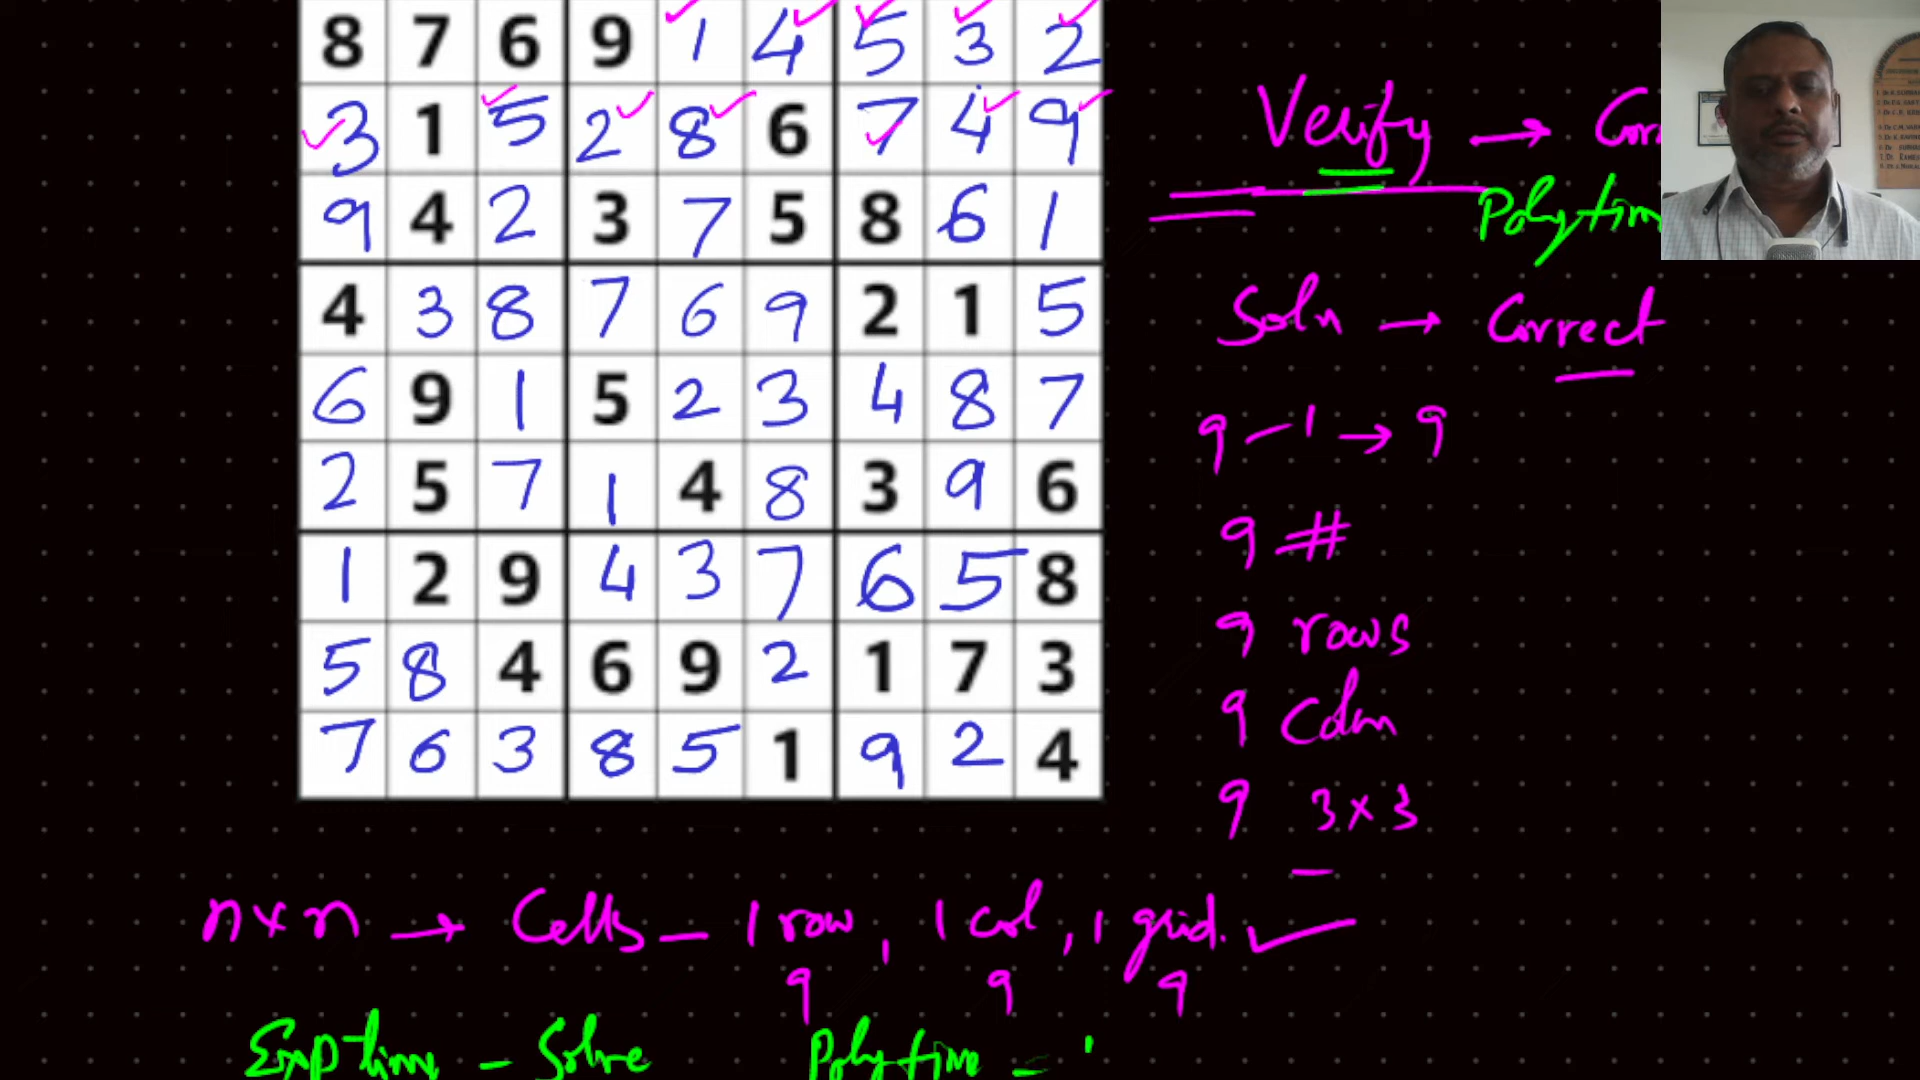 8 7 6 9 1 4 5 3 2
3 1 5 2 8 6 7 4 9
9 4 2 3 7 5 8 6 1
4 3 8 7 6 9 2 1 5
6 9 1 5 2 3 4 8 7
2 5 7 1 4 8 3 9 6
1 2 9 4 3 7 6 5 8
5 8 4 6 9 2 1 7 3
7 6 3 8 5 1 9 2 4
Verify →
Polytim
Soln → Correct
9 - 1 → 9
9 #
9 rows
9 Colm
9 3×3
n×n → Cells - 1 row, 1 col, 1 grid.
9 9 9
Exp time - Solve Poly time -